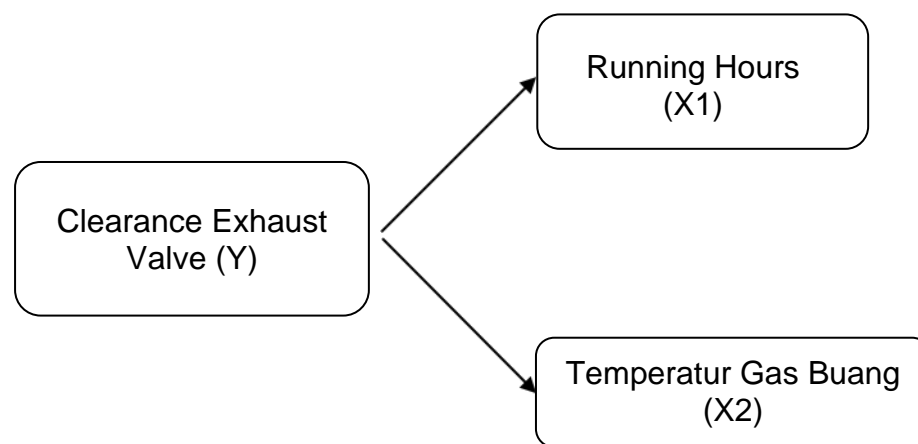 Running Hours
(X1)
Clearance Exhaust
Valve (Y)
Temperatur Gas Buang
(X2)